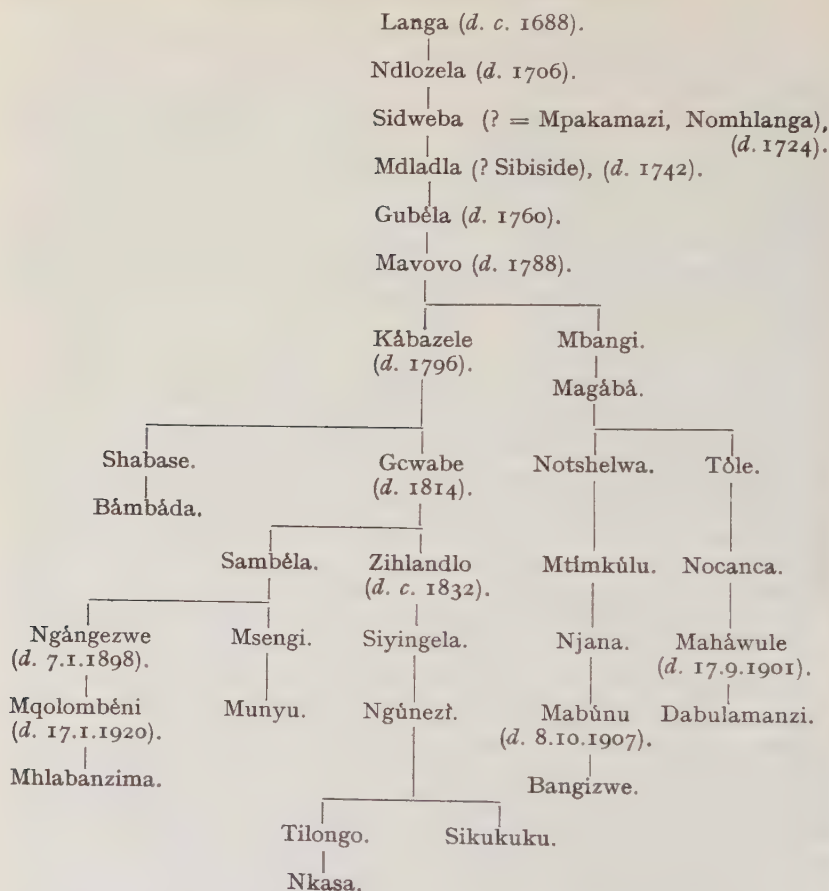 Langa (d. c. 1688).
Ndlozela (d. 1706).
Sidweba (? = Mpakamazi, Nomhlanga),
(d. 1724).
Mdladla (? Sibiside), (d. 1742).
Gubéla (d. 1760).
Mavovo (d. 1788).
Kábazele Mbangi.
(d. 1796).
Magábá.
Shabase. Gcwabe Notshelwa. Tôle.
(d. 1814).
Bámbáda.
Sambéla. Zihlandlo Mtímkúlu. Nocanca.
(d. c. 1832).
Ngángezwe Msengi. Siyingela. Njana. Maháwule
(d. 7.1.1898). (d. 17.9.1901).
Mqolombéni Munyu. Mabúnu Dabulamanzi.
(d. 17.1.1920). (d. 8.10.1907).
Mhlabanzima. Bangizwe.
Tilongo. Sikukuku.
Nkasa.